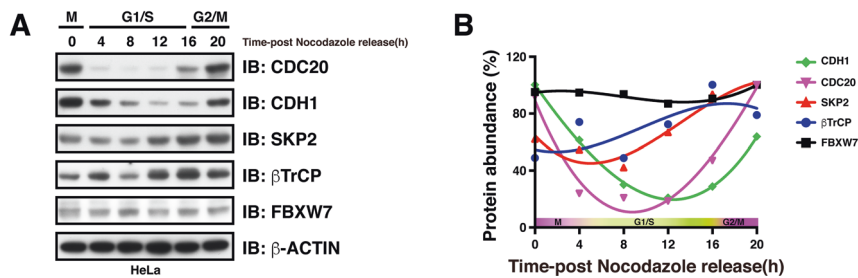 A
M G1/S G2/M
0 4 8 12 16 20 Time-post Nocodazole release(h)
IB: CDC20
IB: CDH1
IB: SKP2
IB: βTrCP
IB: FBXW7
IB: β-ACTIN
HeLa
B
Protein abundance (%)
120
80
40
0
M G1/S G2/M
0 4 8 12 16 20
Time-post Nocodazole release(h)
CDH1
CDC20
SKP2
βTrCP
FBXW7